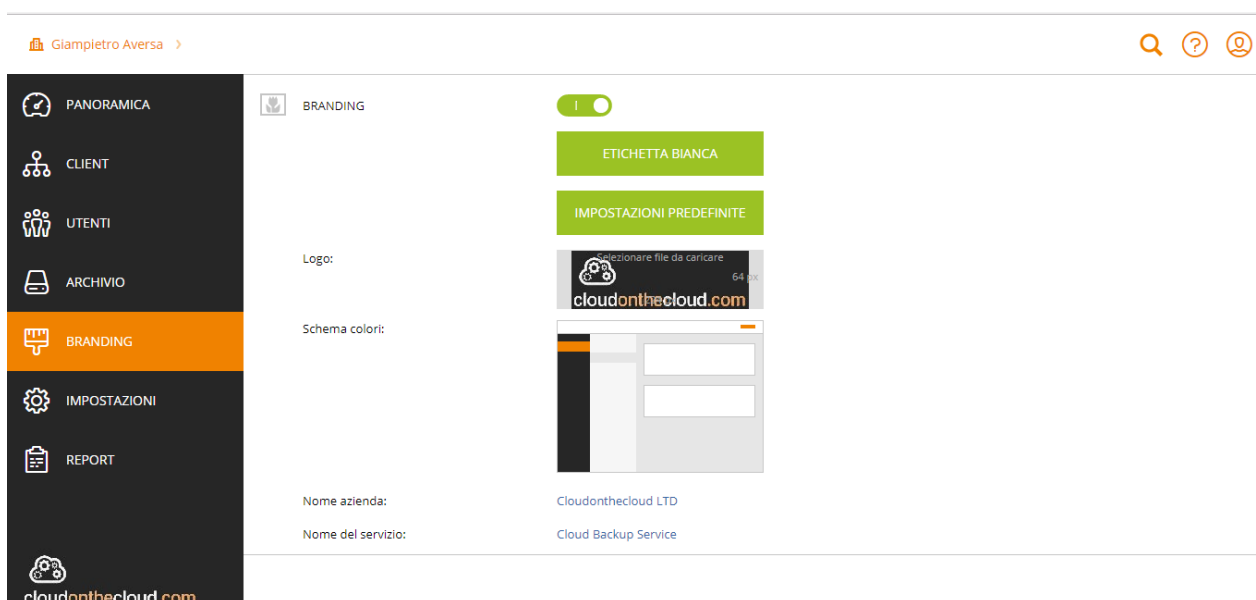 Giampietro Aversa >
PANORAMICA
CLIENT
UTENTI
ARCHIVIO
BRANDING
IMPOSTAZIONI
REPORT
cloudonthecloud.com
BRANDING
ETICHETTA BIANCA
IMPOSTAZIONI PREDEFINITE
Logo:
Selezionare file da caricare
64 px
cloudonthecloud.com
Schema colori:
Nome azienda: Cloudonthecloud LTD
Nome del servizio: Cloud Backup Service